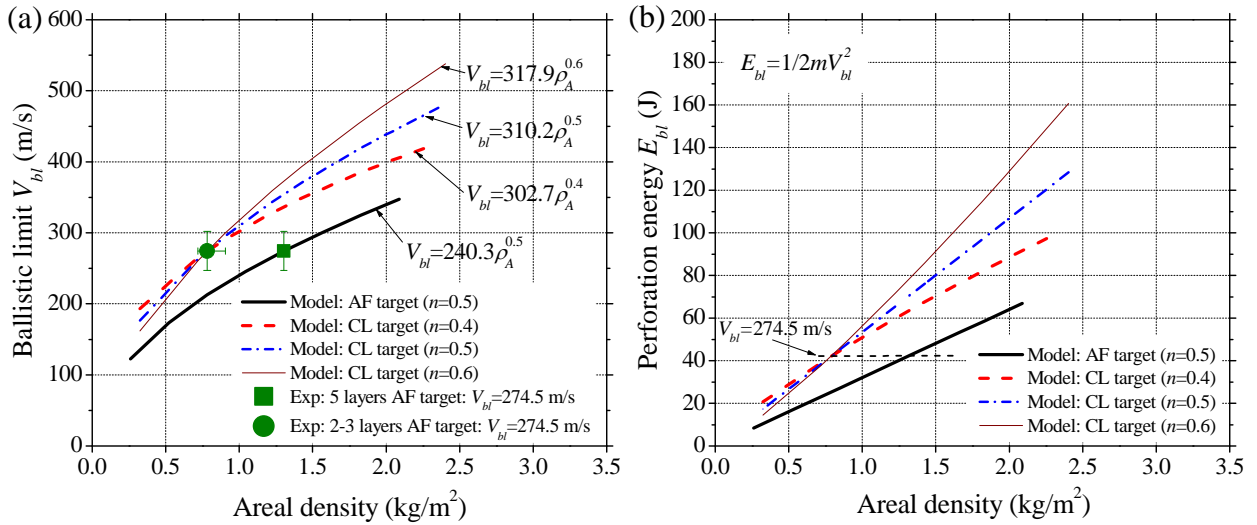 (a)
600
500
400
300
200
100
0
Ballistic limit V_bl (m/s)
V_bl=317.9ρ_A^0.6
V_bl=310.2ρ_A^0.5
V_bl=302.7ρ_A^0.4
V_bl=240.3ρ_A^0.5
Model: AF target (n=0.5)
Model: CL target (n=0.4)
Model: CL target (n=0.5)
Model: CL target (n=0.6)
Exp: 5 layers AF target: V_bl=274.5 m/s
Exp: 2-3 layers AF target: V_bl=274.5 m/s
0.0 0.5 1.0 1.5 2.0 2.5 3.0 3.5
Areal density (kg/m²)
(b)
200
180
160
140
120
100
80
60
40
20
0
Perforation energy E_bl (J)
E_bl=1/2mV_bl^2
V_bl=274.5 m/s
Model: AF target (n=0.5)
Model: CL target (n=0.4)
Model: CL target (n=0.5)
Model: CL target (n=0.6)
0.0 0.5 1.0 1.5 2.0 2.5 3.0 3.5
Areal density (kg/m²)